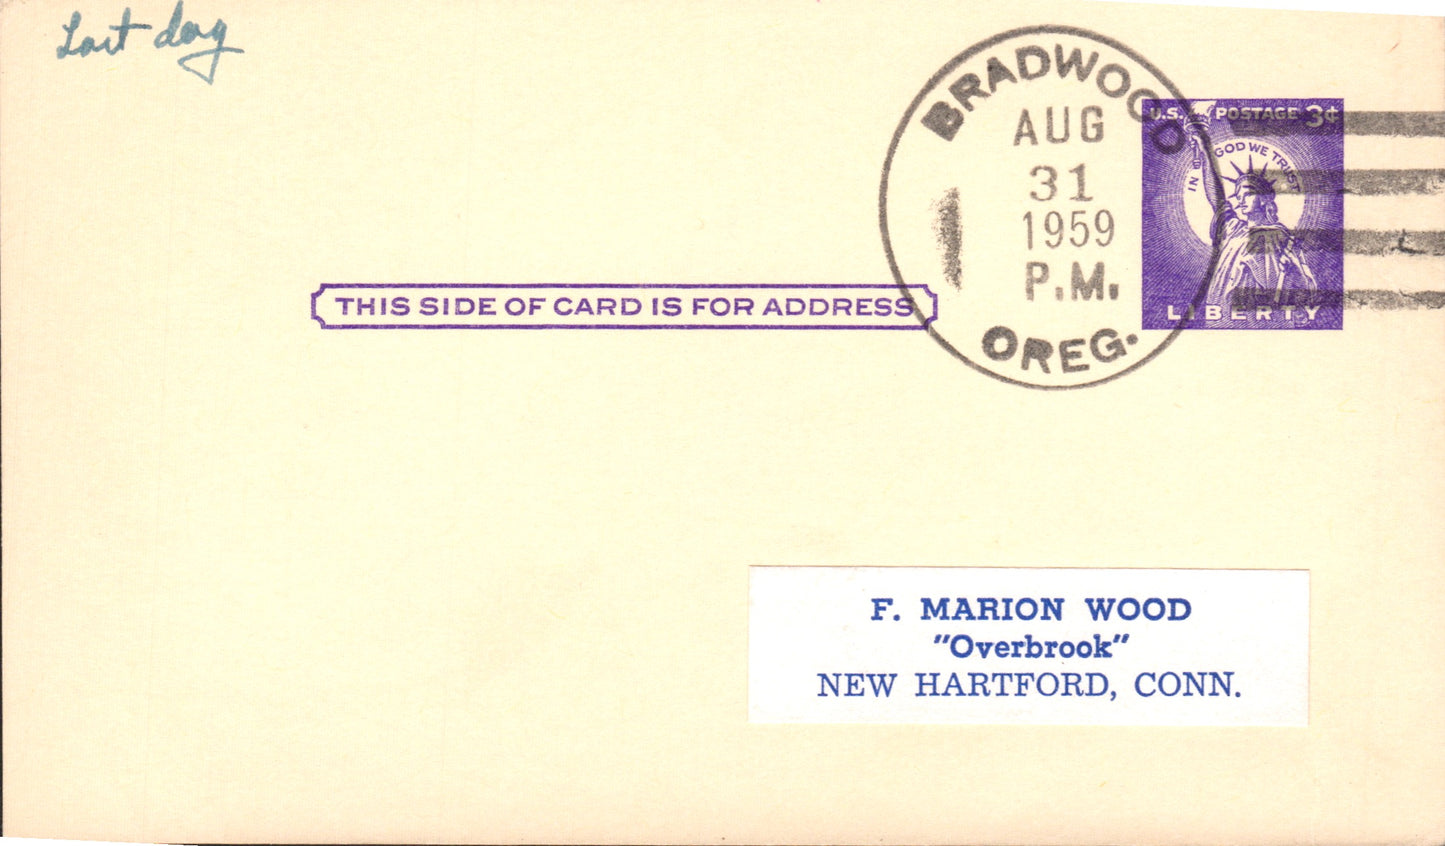 Last day
BRADWOOD
AUG
31
1959
P.M.
OREG.
U.S. POSTAGE 3¢
IN GOD WE TRUST
LIBERTY
THIS SIDE OF CARD IS FOR ADDRESS
F. MARION WOOD
"Overbrook"
NEW HARTFORD, CONN.